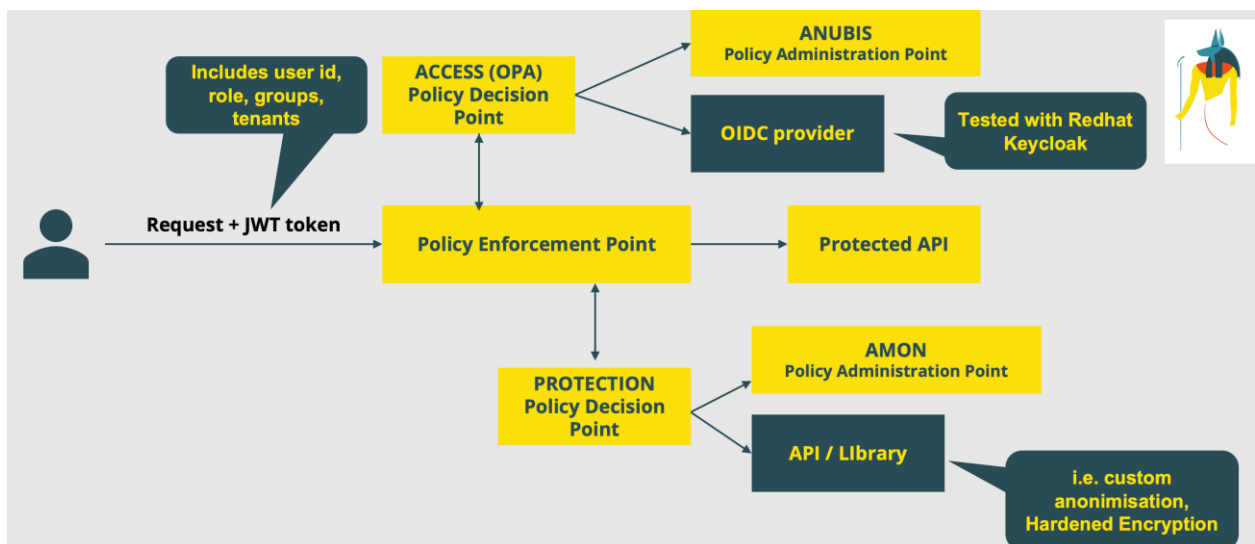 Includes user id,
role, groups,
tenants
ACCESS (OPA)
Policy Decision
Point
ANUBIS
Policy Administration Point
OIDC provider
Tested with Redhat
Keycloak
Request + JWT token
Policy Enforcement Point
Protected API
PROTECTION
Policy Decision
Point
AMON
Policy Administration Point
API / LIbrary
i.e. custom
anonimisation,
Hardened Encryption